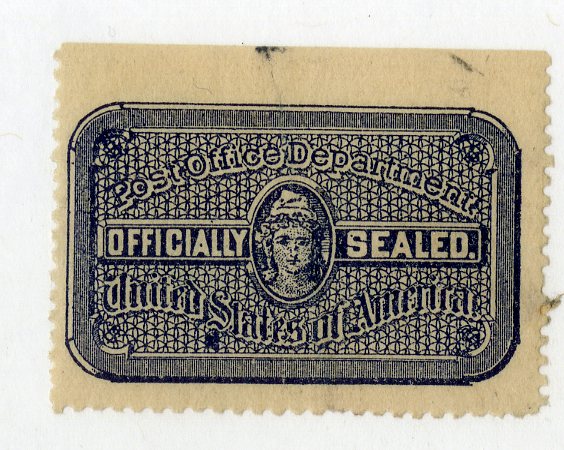 Post Office Department
OFFICIALLY SEALED.
United States of America.